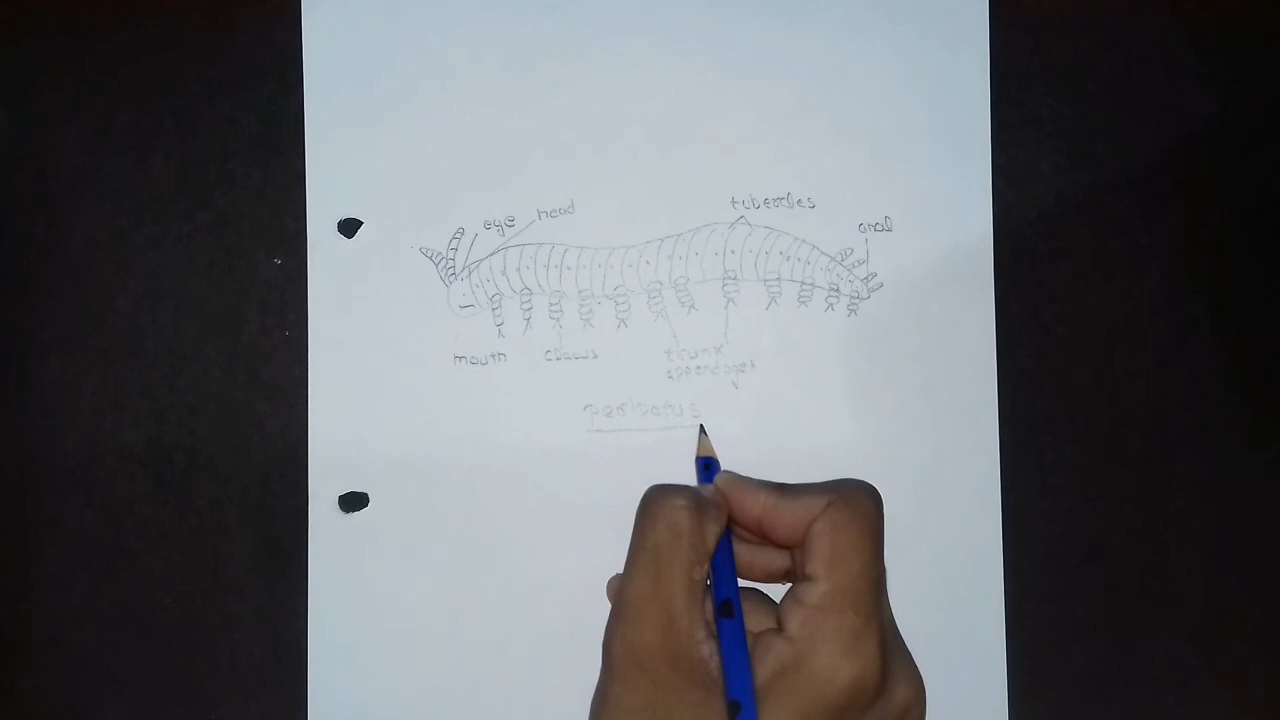 tubercles
head
eye
anal
mouth
claws
trunk
appendages
peripatus